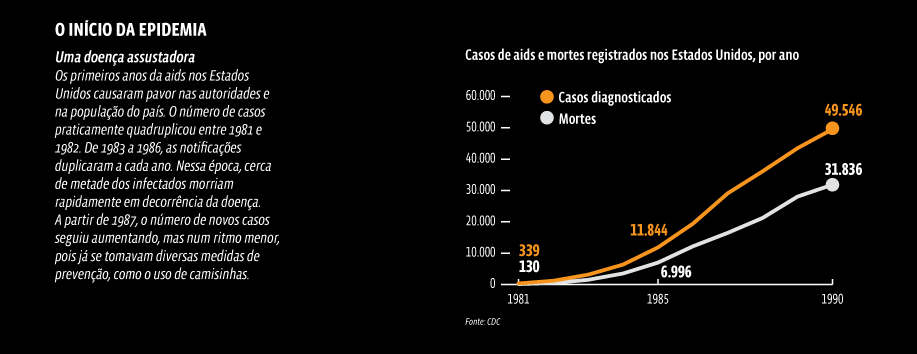 O INÍCIO DA EPIDEMIA
Uma doença assustadora
Os primeiros anos da aids nos Estados
Unidos causaram pavor nas autoridades e
na população do país. O número de casos
praticamente quadruplicou entre 1981 e
1982. De 1983 a 1986, as notificações
duplicaram a cada ano. Nessa época, cerca
de metade dos infectados morriam
rapidamente em decorrência da doença.
A partir de 1987, o número de novos casos
seguiu aumentando, mas num ritmo menor,
pois já se tomavam diversas medidas de
prevenção, como o uso de camisinhas.
Casos de aids e mortes registrados nos Estados Unidos, por ano
Casos diagnosticados
Mortes
60.000
50.000
40.000
30.000
20.000
10.000
0
339
130
11.844
6.996
49.546
31.836
1981
1985
1990
Fonte: CDC